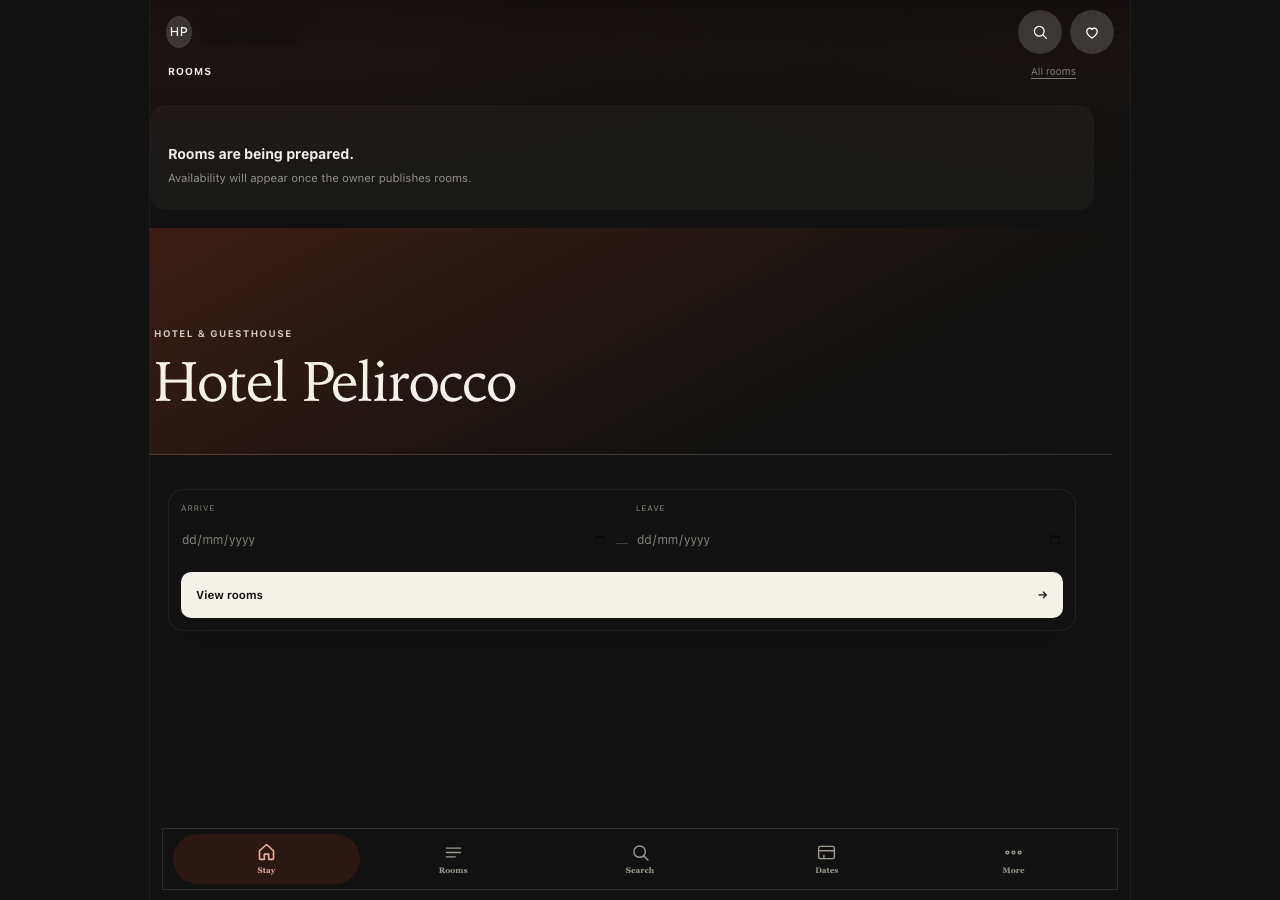 HP
ROOMS
All rooms
Rooms are being prepared.
Availability will appear once the owner publishes rooms.
HOTEL & GUESTHOUSE
Hotel Pelirocco
ARRIVE
LEAVE
dd/mm/yyyy
—
dd/mm/yyyy
View rooms →
Stay
Rooms
Search
Dates
More